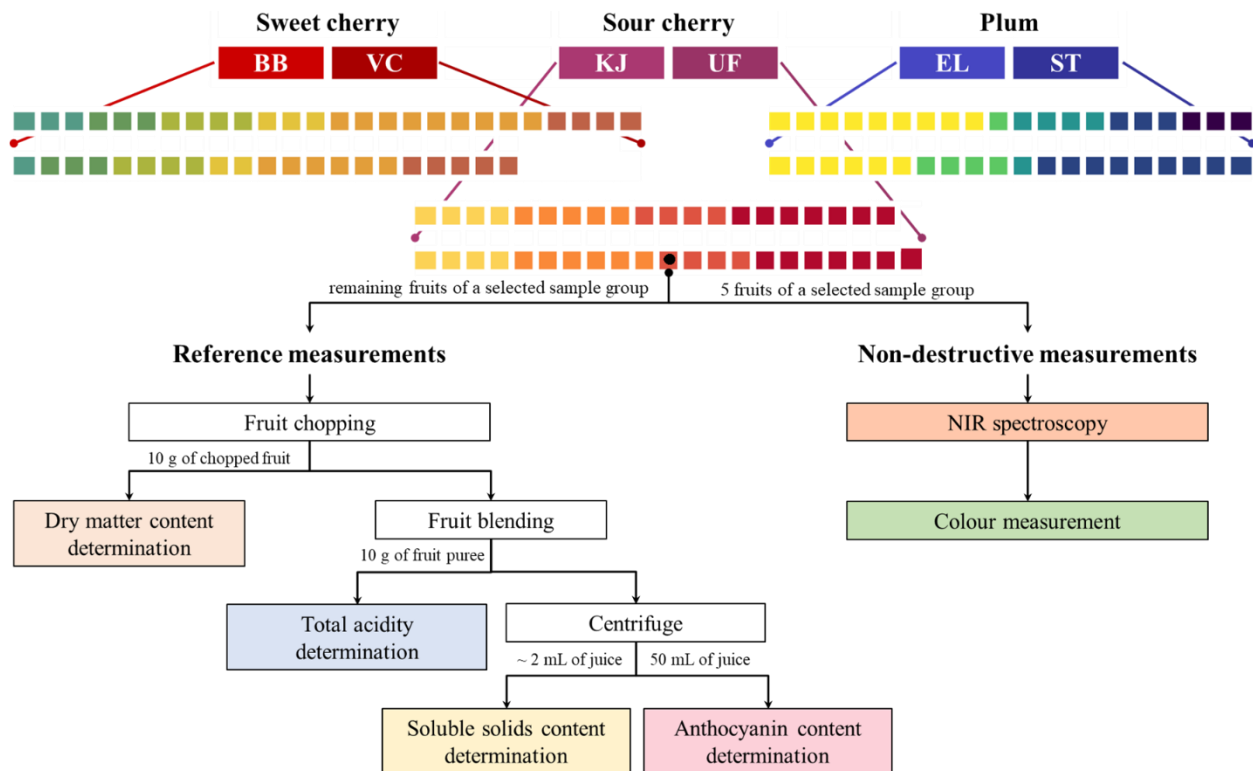 Sweet cherry
Sour cherry
Plum
BB
VC
KJ
UF
EL
ST
remaining fruits of a selected sample group
5 fruits of a selected sample group
Reference measurements
Non-destructive measurements
Fruit chopping
NIR spectroscopy
10 g of chopped fruit
Dry matter content
determination
Fruit blending
Colour measurement
10 g of fruit puree
Total acidity
determination
Centrifuge
~ 2 mL of juice
50 mL of juice
Soluble solids content
determination
Anthocyanin content
determination